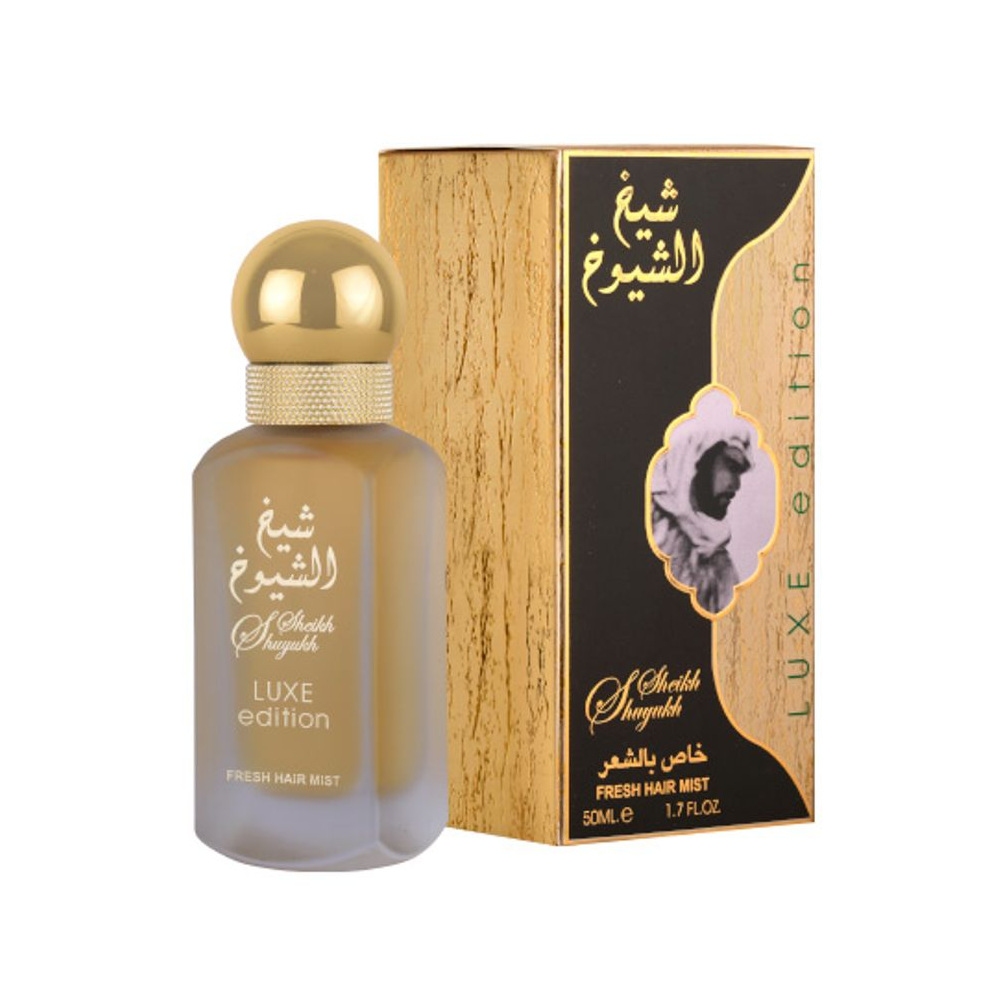 شيخ
الشيوخ
Sheikh
Shuyukh
LUXE
edition
FRESH HAIR MIST
شيخ
الشيوخ
LUXE edition
Sheikh
Shuyukh
خاص بالشعر
FRESH HAIR MIST
50ML.e 1.7 FL.OZ.